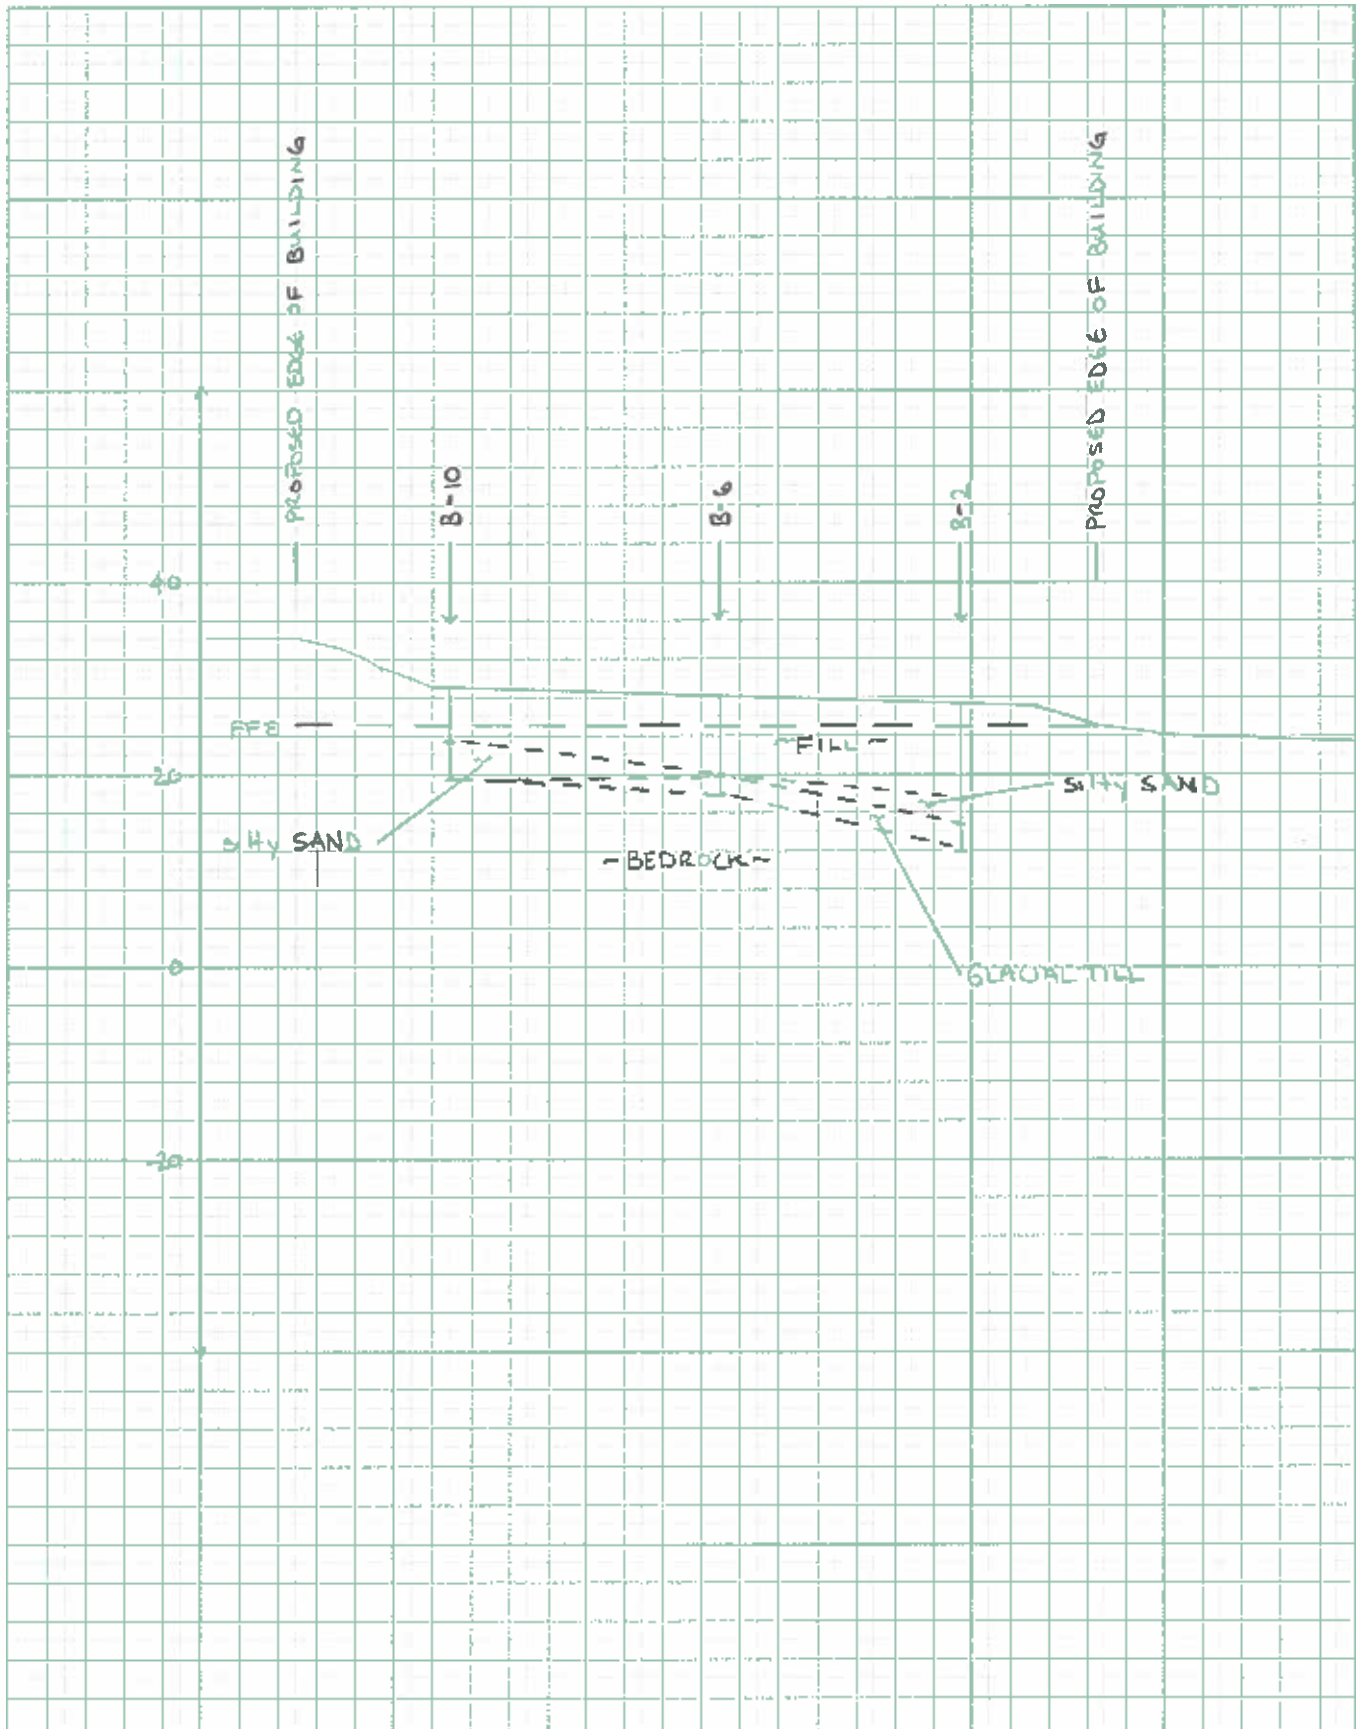 PROPOSED EDGE OF BUILDING
PROPOSED EDGE OF BUILDING
B-10
B-6
B-2
40
FFE
- FILL -
20
silty SAND
silty SAND
- BEDROCK -
0
GLACIAL TILL
-20